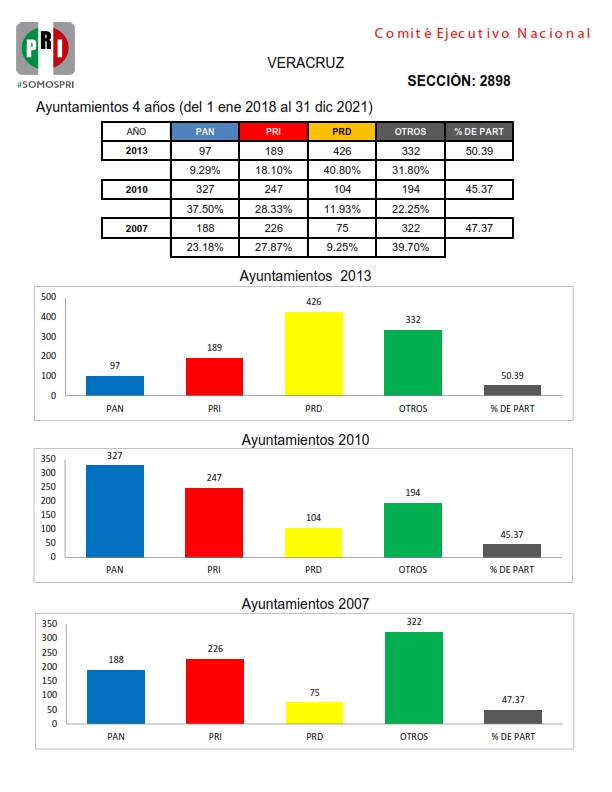 Comité Ejecutivo Nacional
PRI
#SOMOSPRI
VERACRUZ
SECCIÓN: 2898
Ayuntamientos 4 años (del 1 ene 2018 al 31 dic 2021)
AÑO PAN PRI PRD OTROS % DE PART
2013 97 189 426 332 50.39
9.29% 18.10% 40.80% 31.80%
2010 327 247 104 194 45.37
37.50% 28.33% 11.93% 22.25%
2007 188 226 75 322 47.37
23.18% 27.87% 9.25% 39.70%
Ayuntamientos 2013
500
400
300
200
100
0
97 189 426 332 50.39
PAN PRI PRD OTROS % DE PART
Ayuntamientos 2010
350
300
250
200
150
100
50
0
327 247 104 194 45.37
PAN PRI PRD OTROS % DE PART
Ayuntamientos 2007
350
300
250
200
150
100
50
0
188 226 75 322 47.37
PAN PRI PRD OTROS % DE PART